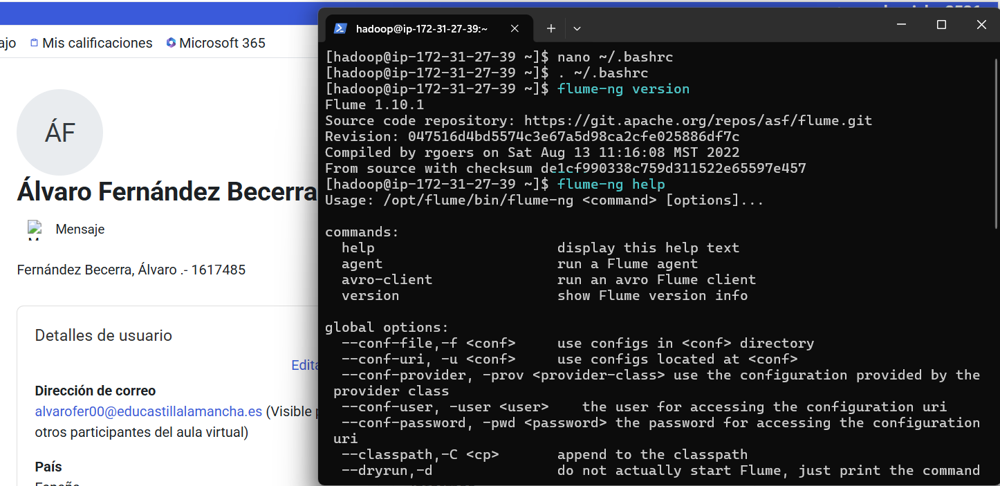 ajo Mis calificaciones Microsoft 365
ÁF
Álvaro Fernández Becerra
Mensaje
Fernández Becerra, Álvaro .- 1617485
Detalles de usuario
Edita
Dirección de correo
alvarofer00@educastillalamancha.es (Visible
otros participantes del aula virtual)
País
España
hadoop@ip-172-31-27-39:~
[hadoop@ip-172-31-27-39 ~]$ nano ~/.bashrc
[hadoop@ip-172-31-27-39 ~]$ . ~/.bashrc
[hadoop@ip-172-31-27-39 ~]$ flume-ng version
Flume 1.10.1
Source code repository: https://git.apache.org/repos/asf/flume.git
Revision: 047516d4bd5574c3e67a5d98ca2cfe025886df7c
Compiled by rgoers on Sat Aug 13 11:16:08 MST 2022
From source with checksum de1cf990338c759d311522e65597e457
[hadoop@ip-172-31-27-39 ~]$ flume-ng help
Usage: /opt/flume/bin/flume-ng <command> [options]...
commands:
help display this help text
agent run a Flume agent
avro-client run an avro Flume client
version show Flume version info
global options:
--conf-file,-f <conf> use configs in <conf> directory
--conf-uri, -u <conf> use configs located at <conf>
--conf-provider, -prov <provider-class> use the configuration provided by the
provider class
--conf-user, -user <user> the user for accessing the configuration uri
--conf-password, -pwd <password> the password for accessing the configuration
uri
--classpath,-C <cp> append to the classpath
--dryrun,-d do not actually start Flume, just print the command